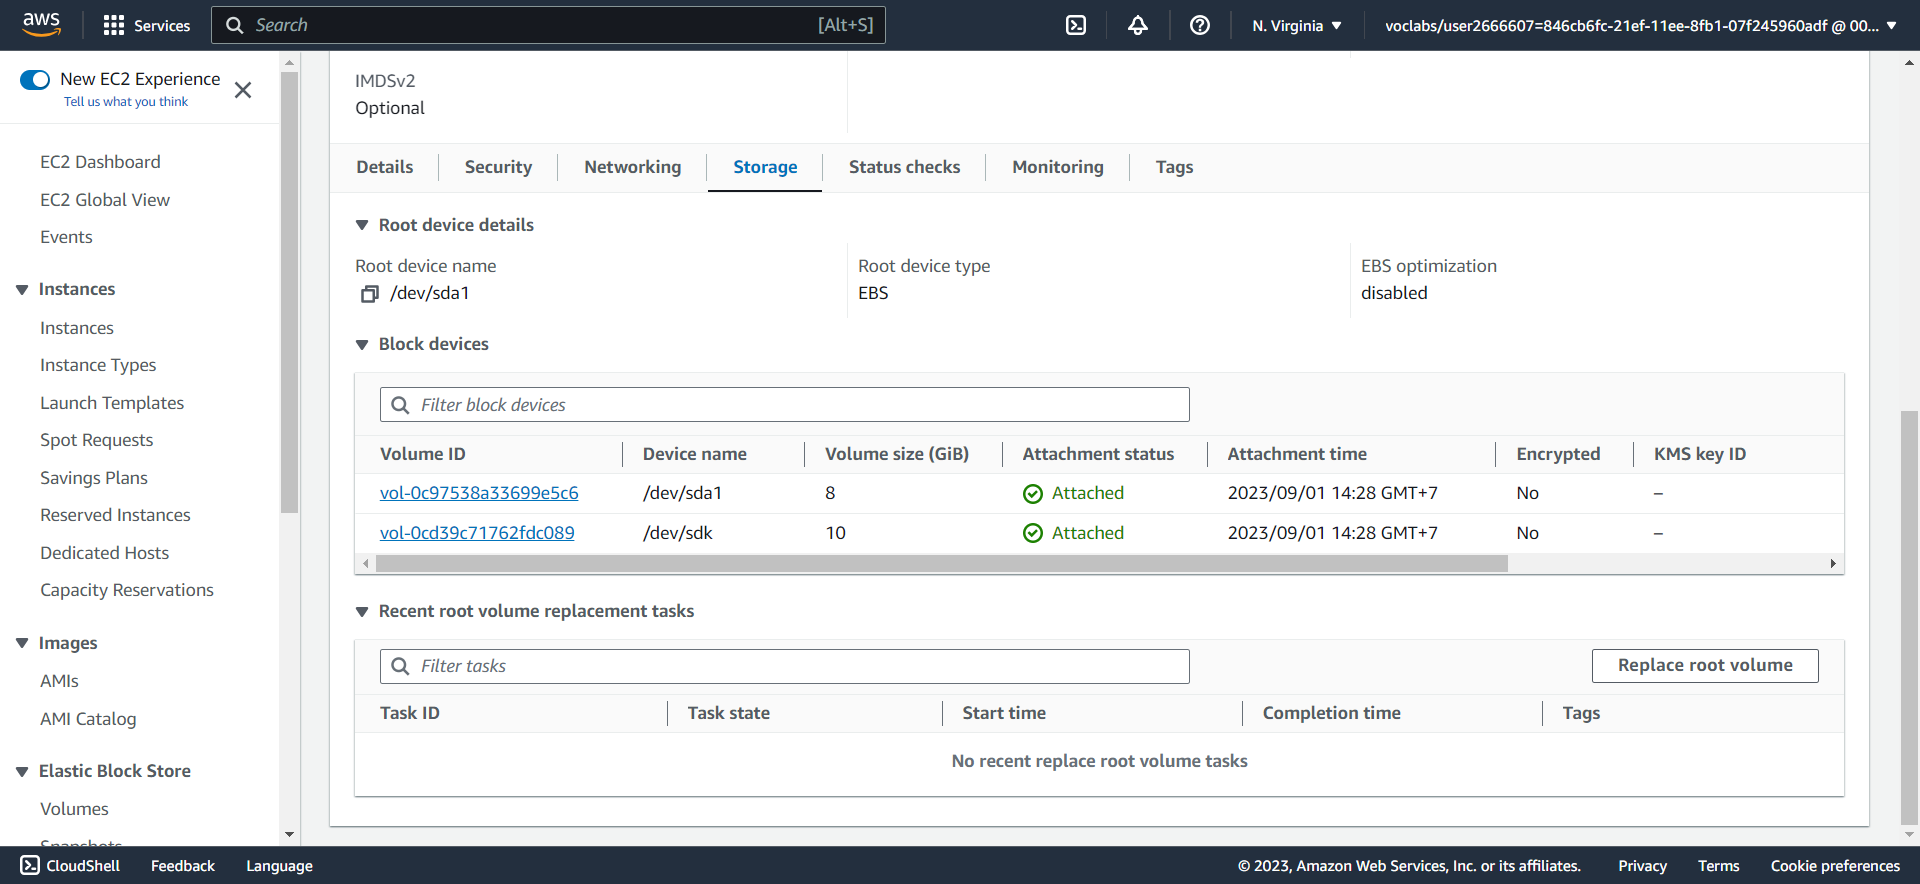 aws
Services
Search
[Alt+S]
N. Virginia
voclabs/user2666607=846cb6fc-21ef-11ee-8fb1-07f245960adf @ 00...
New EC2 Experience
Tell us what you think
EC2 Dashboard
EC2 Global View
Events
Instances
Instances
Instance Types
Launch Templates
Spot Requests
Savings Plans
Reserved Instances
Dedicated Hosts
Capacity Reservations
Images
AMIs
AMI Catalog
Elastic Block Store
Volumes
Snapshots
IMDSv2
Optional
Details Security Networking Storage Status checks Monitoring Tags
Root device details
Root device name Root device type EBS optimization
/dev/sda1 EBS disabled
Block devices
Filter block devices
Volume ID Device name Volume size (GiB) Attachment status Attachment time Encrypted KMS key ID
vol-0c97538a33699e5c6 /dev/sda1 8 Attached 2023/09/01 14:28 GMT+7 No –
vol-0cd39c71762fdc089 /dev/sdk 10 Attached 2023/09/01 14:28 GMT+7 No –
Recent root volume replacement tasks
Filter tasks
Replace root volume
Task ID Task state Start time Completion time Tags
No recent replace root volume tasks
CloudShell Feedback Language
© 2023, Amazon Web Services, Inc. or its affiliates. Privacy Terms Cookie preferences